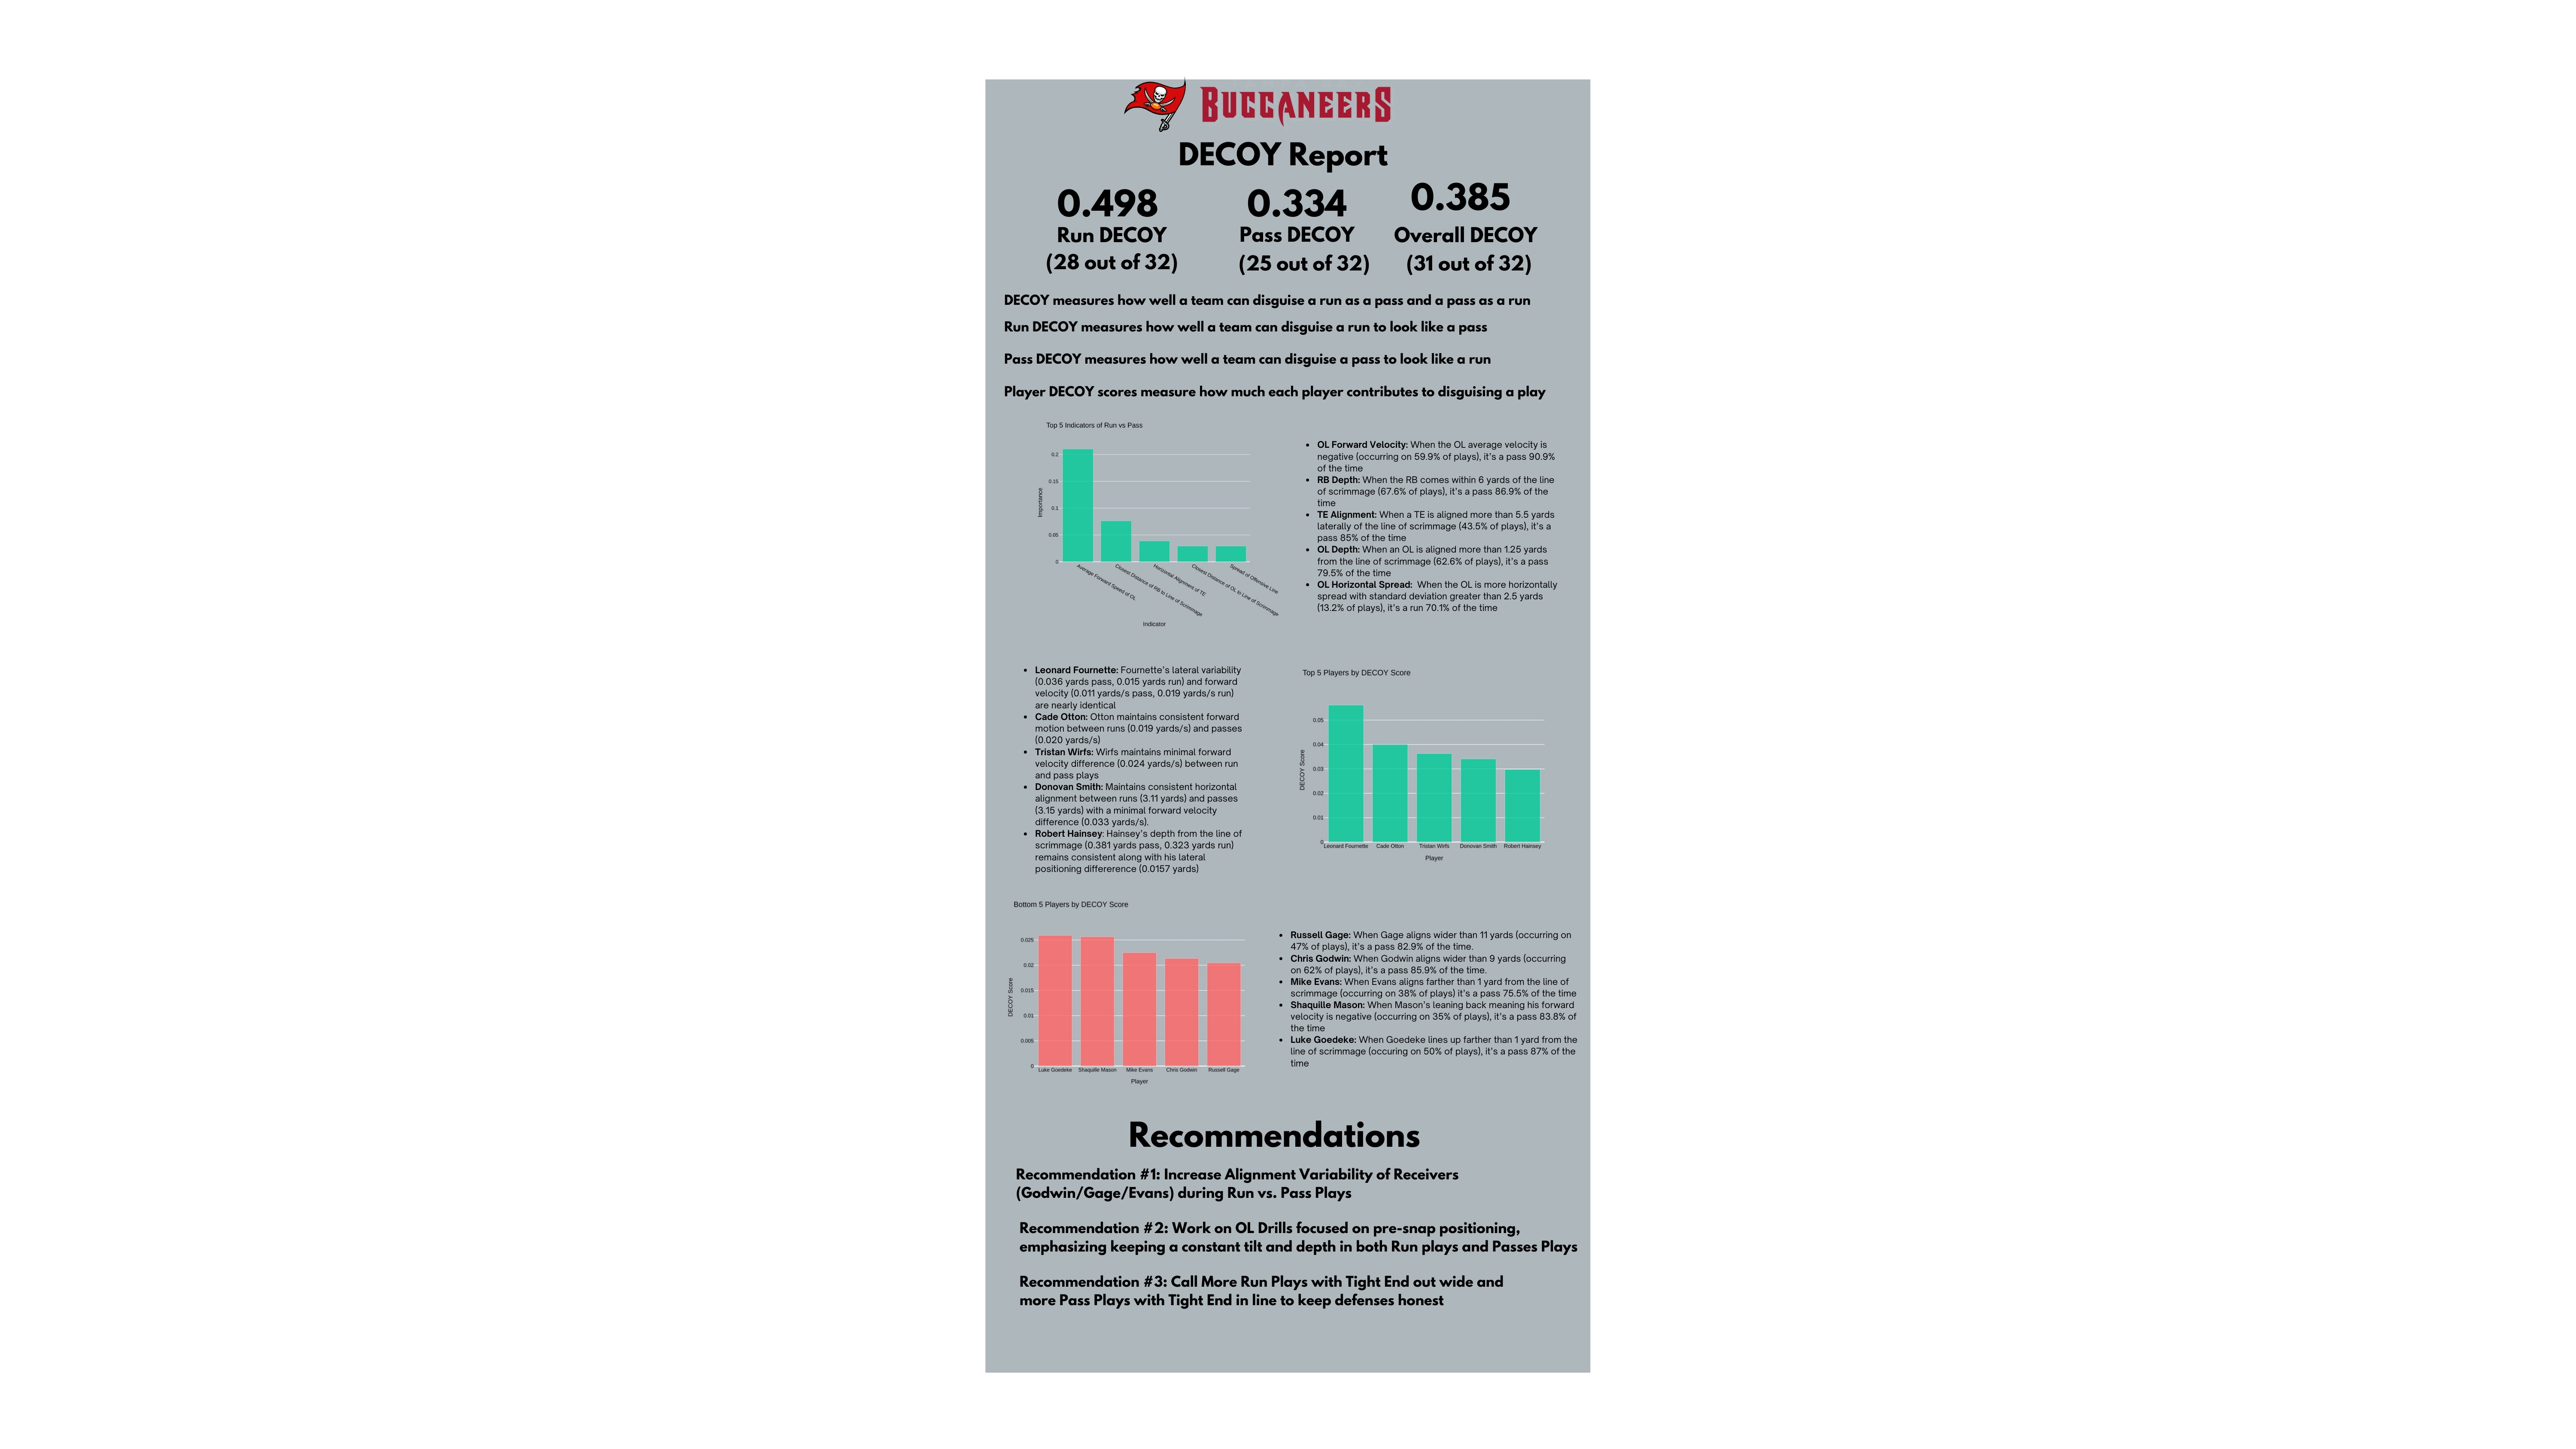 BUCCANEERS
DECOY Report
0.498
Run DECOY
(28 out of 32)
0.334
Pass DECOY
(25 out of 32)
0.385
Overall DECOY
(31 out of 32)
DECOY measures how well a team can disguise a run as a pass and a pass as a run
Run DECOY measures how well a team can disguise a run to look like a pass
Pass DECOY measures how well a team can disguise a pass to look like a run
Player DECOY scores measure how much each player contributes to disguising a play
Top 5 Indicators of Run vs Pass
0.2
0.15
0.1
0.05
0
Importance
Average Forward Speed of OL
Closest Distance of RB to Line of Scrimmage
Horizontal Alignment of TE
Closest Distance of OL to Line of Scrimmage
Spread of Offensive Line
Indicator
• OL Forward Velocity: When the OL average velocity is
negative (occurring on 59.9% of plays), it's a pass 90.9%
of the time
• RB Depth: When the RB comes within 6 yards of the line
of scrimmage (67.6% of plays), it's a pass 86.9% of the
time
• TE Alignment: When a TE is aligned more than 5.5 yards
laterally of the line of scrimmage (43.5% of plays), it's a
pass 85% of the time
• OL Depth: When an OL is aligned more than 1.25 yards
from the line of scrimmage (62.6% of plays), it's a pass
79.5% of the time
• OL Horizontal Spread: When the OL is more horizontally
spread with standard deviation greater than 2.5 yards
(13.2% of plays), it's a run 70.1% of the time
• Leonard Fournette: Fournette's lateral variability
(0.036 yards pass, 0.015 yards run) and forward
velocity (0.011 yards/s pass, 0.019 yards/s run)
are nearly identical
• Cade Otton: Otton maintains consistent forward
motion between runs (0.019 yards/s) and passes
(0.020 yards/s)
• Tristan Wirfs: Wirfs maintains minimal forward
velocity difference (0.024 yards/s) between run
and pass plays
• Donovan Smith: Maintains consistent horizontal
alignment between runs (3.11 yards) and passes
(3.15 yards) with a minimal forward velocity
difference (0.033 yards/s).
• Robert Hainsey: Hainsey's depth from the line of
scrimmage (0.381 yards pass, 0.323 yards run)
remains consistent along with his lateral
positioning differerence (0.0157 yards)
Top 5 Players by DECOY Score
0.05
0.04
0.03
0.02
0.01
0
DECOY Score
Leonard Fournette
Cade Otton
Tristan Wirfs
Donovan Smith
Robert Hainsey
Player
Bottom 5 Players by DECOY Score
0.025
0.02
0.015
0.01
0.005
0
DECOY Score
Luke Goedeke
Shaquille Mason
Mike Evans
Chris Godwin
Russell Gage
Player
• Russell Gage: When Gage aligns wider than 11 yards (occurring on
47% of plays), it's a pass 82.9% of the time.
• Chris Godwin: When Godwin aligns wider than 9 yards (occurring
on 62% of plays), it's a pass 85.9% of the time.
• Mike Evans: When Evans aligns farther than 1 yard from the line of
scrimmage (occurring on 38% of plays) it's a pass 75.5% of the time
• Shaquille Mason: When Mason's leaning back meaning his forward
velocity is negative (occurring on 35% of plays), it's a pass 83.8% of
the time
• Luke Goedeke: When Goedeke lines up farther than 1 yard from the
line of scrimmage (occuring on 50% of plays), it's a pass 87% of the
time
Recommendations
Recommendation #1: Increase Alignment Variability of Receivers
(Godwin/Gage/Evans) during Run vs. Pass Plays
Recommendation #2: Work on OL Drills focused on pre-snap positioning,
emphasizing keeping a constant tilt and depth in both Run plays and Passes Plays
Recommendation #3: Call More Run Plays with Tight End out wide and
more Pass Plays with Tight End in line to keep defenses honest